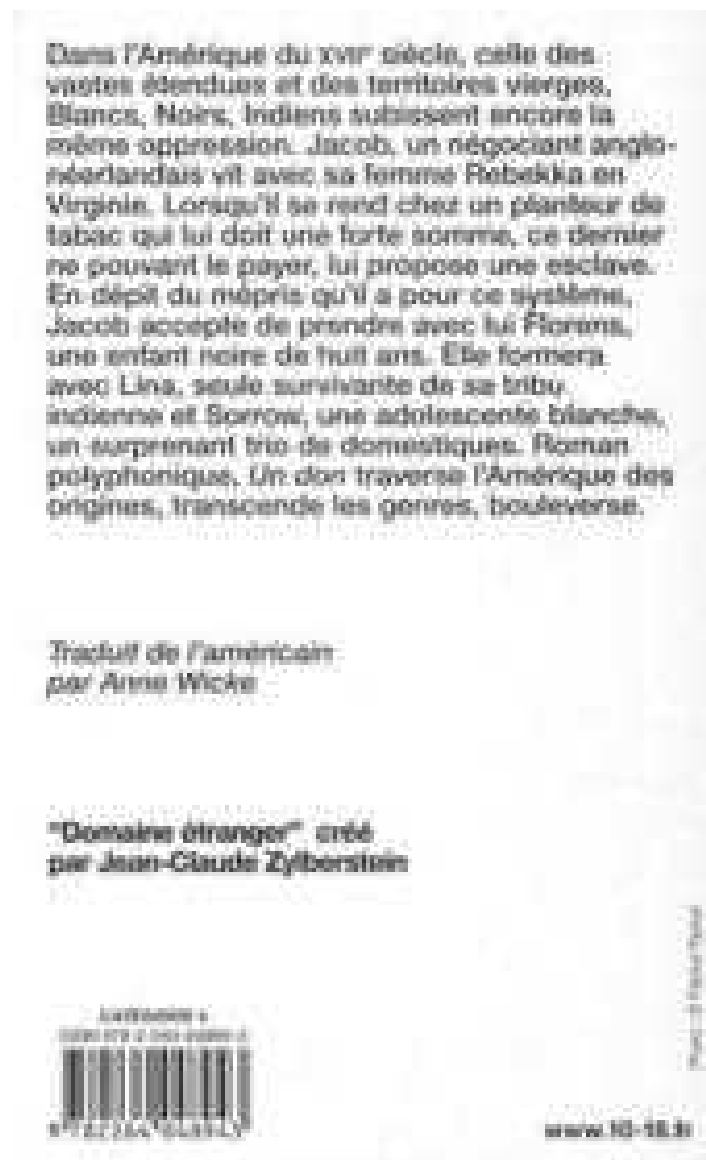 Dans l'Amérique du XVIIe siècle, celle des
vastes étendues et des territoires vierges,
Blancs, Noirs, Indiens subissent encore la
même oppression. Jacob, un négociant anglo-
néerlandais vit avec sa femme Rebekka en
Virginie. Lorsqu'il se rend chez un planteur de
tabac qui lui doit une forte somme, ce dernier
ne pouvant le payer, lui propose une esclave.
En dépit du mépris qu'il a pour ce système,
Jacob accepte de prendre avec lui Florens,
une enfant noire de huit ans. Elle formera
avec Lina, seule survivante de sa tribu
indienne et Sorrow, une adolescente blanche,
un surprenant trio de domestiques. Roman
polyphonique, Un don traverse l'Amérique des
origines, transcende les genres, bouleverse.
Traduit de l'américain
par Anne Wicke
"Domaine étranger" créé
par Jean-Claude Zylberstein
www.10-18.fr